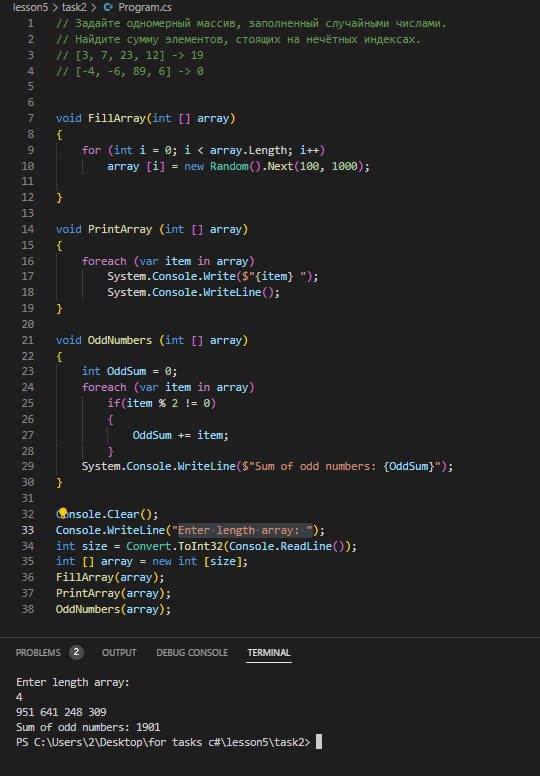 lesson5 > task2 > Program.cs
1 // Задайте одномерный массив, заполненный случайными числами.
2 // Найдите сумму элементов, стоящих на нечётных индексах.
3 // [3, 7, 23, 12] -> 19
4 // [-4, -6, 89, 6] -> 0
5
6
7 void FillArray(int [] array)
8 {
9 for (int i = 0; i < array.Length; i++)
10 array [i] = new Random().Next(100, 1000);
11
12 }
13
14 void PrintArray (int [] array)
15 {
16 foreach (var item in array)
17 System.Console.Write($"{item} ");
18 System.Console.WriteLine();
19 }
20
21 void OddNumbers (int [] array)
22 {
23 int OddSum = 0;
24 foreach (var item in array)
25 if(item % 2 != 0)
26 {
27 OddSum += item;
28 }
29 System.Console.WriteLine($"Sum of odd numbers: {OddSum}");
30 }
31
32 Console.Clear();
33 Console.WriteLine("Enter length array: ");
34 int size = Convert.ToInt32(Console.ReadLine());
35 int [] array = new int [size];
36 FillArray(array);
37 PrintArray(array);
38 OddNumbers(array);
PROBLEMS 2 OUTPUT DEBUG CONSOLE TERMINAL
Enter length array:
4
951 641 248 309
Sum of odd numbers: 1901
PS C:\Users\2\Desktop\for tasks c#\lesson5\task2>